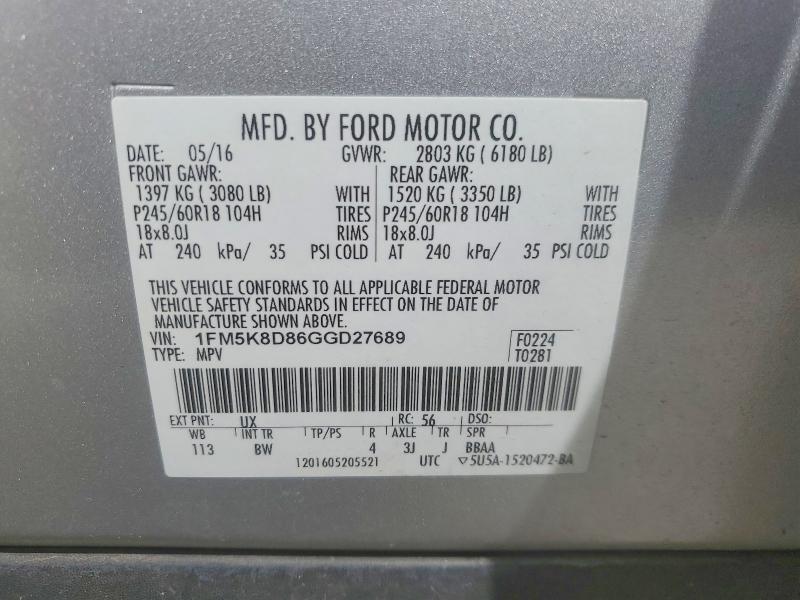 MFD. BY FORD MOTOR CO.
DATE: 05/16 GVWR: 2803 KG ( 6180 LB)
FRONT GAWR: REAR GAWR:
1397 KG ( 3080 LB) WITH 1520 KG ( 3350 LB) WITH
P245/60R18 104H TIRES P245/60R18 104H TIRES
18x8.0J RIMS 18x8.0J RIMS
AT 240 kPa/ 35 PSI COLD AT 240 kPa/ 35 PSI COLD
THIS VEHICLE CONFORMS TO ALL APPLICABLE FEDERAL MOTOR
VEHICLE SAFETY STANDARDS IN EFFECT ON THE DATE OF
MANUFACTURE SHOWN ABOVE.
VIN: 1FM5K8D86GGD27689 F0224
TYPE: MPV T0281
EXT PNT: UX RC: 56 DSO:
WB INT TR TP/PS R AXLE TR SPR
113 BW 4 3J J BBAA
1201605205521 UTC ▽5U5A-1520472-BA